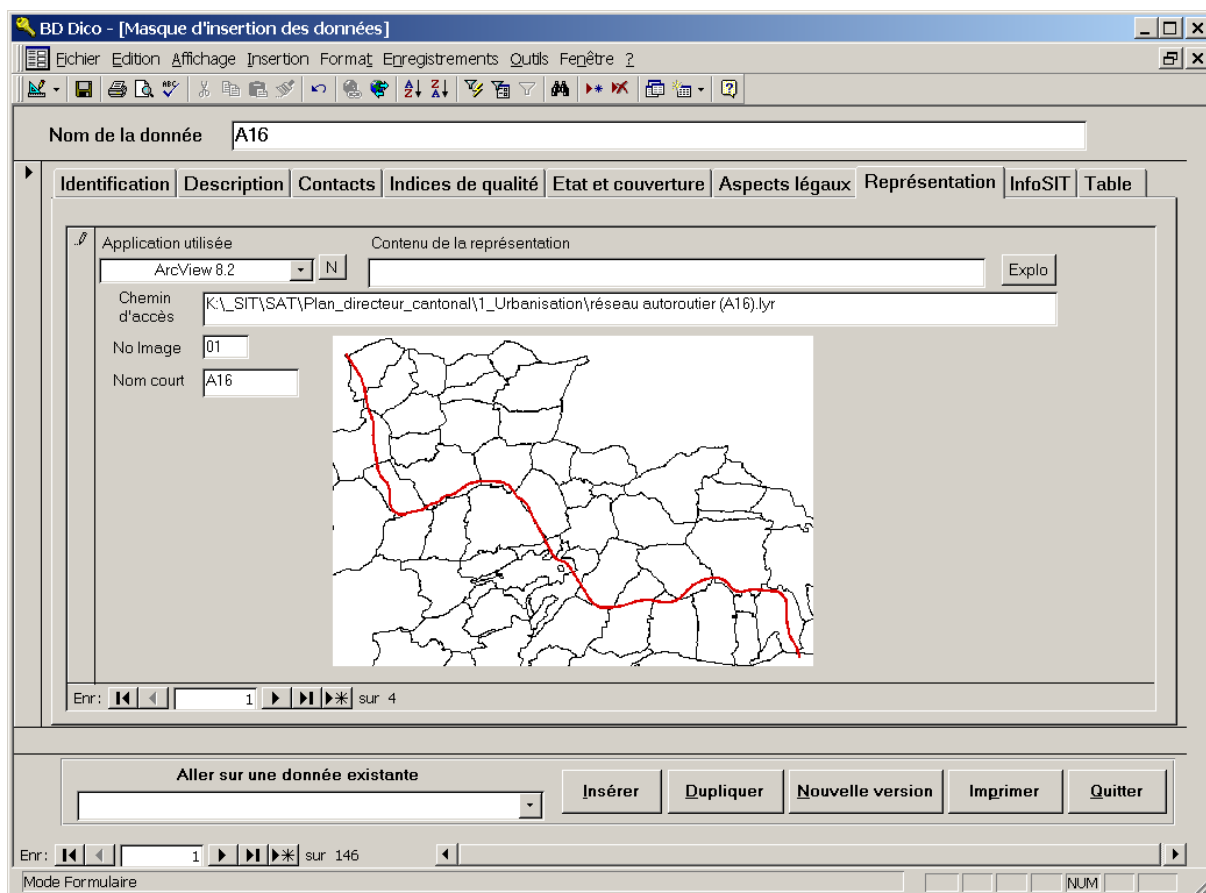 BD Dico - [Masque d'insertion des données]
Fichier Edition Affichage Insertion Format Enregistrements Outils Fenêtre ?
Nom de la donnée A16
Identification Description Contacts Indices de qualité Etat et couverture Aspects légaux Représentation InfoSIT Table
Application utilisée Contenu de la représentation
ArcView 8.2 N Explo
Chemin
d'accès K:\_SIT\SAT\Plan_directeur_cantonal\1_Urbanisation\réseau autoroutier (A16).lyr
No Image 01
Nom court A16
Enr: 1 sur 4
Aller sur une donnée existante
Insérer Dupliquer Nouvelle version Imprimer Quitter
Enr: 1 sur 146
Mode Formulaire NUM